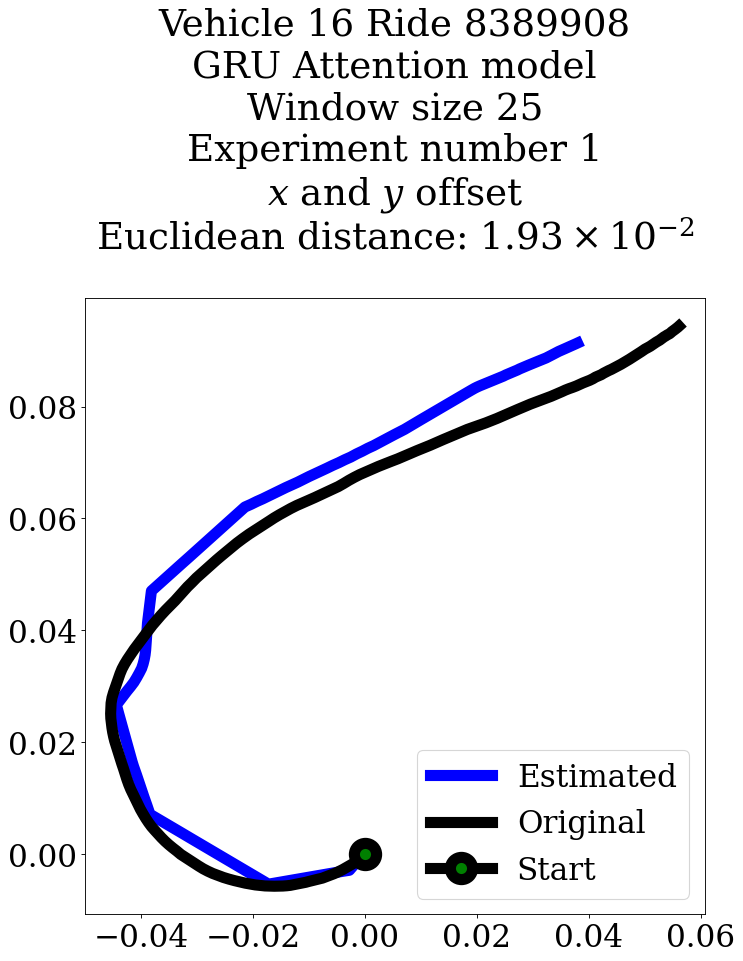 Vehicle 16 Ride 8389908
GRU Attention model
Window size 25
Experiment number 1
x and y offset
Euclidean distance: 1.93 × 10⁻²
0.08
0.06
0.04
0.02
0.00
Estimated
Original
Start
−0.04 −0.02 0.00 0.02 0.04 0.06